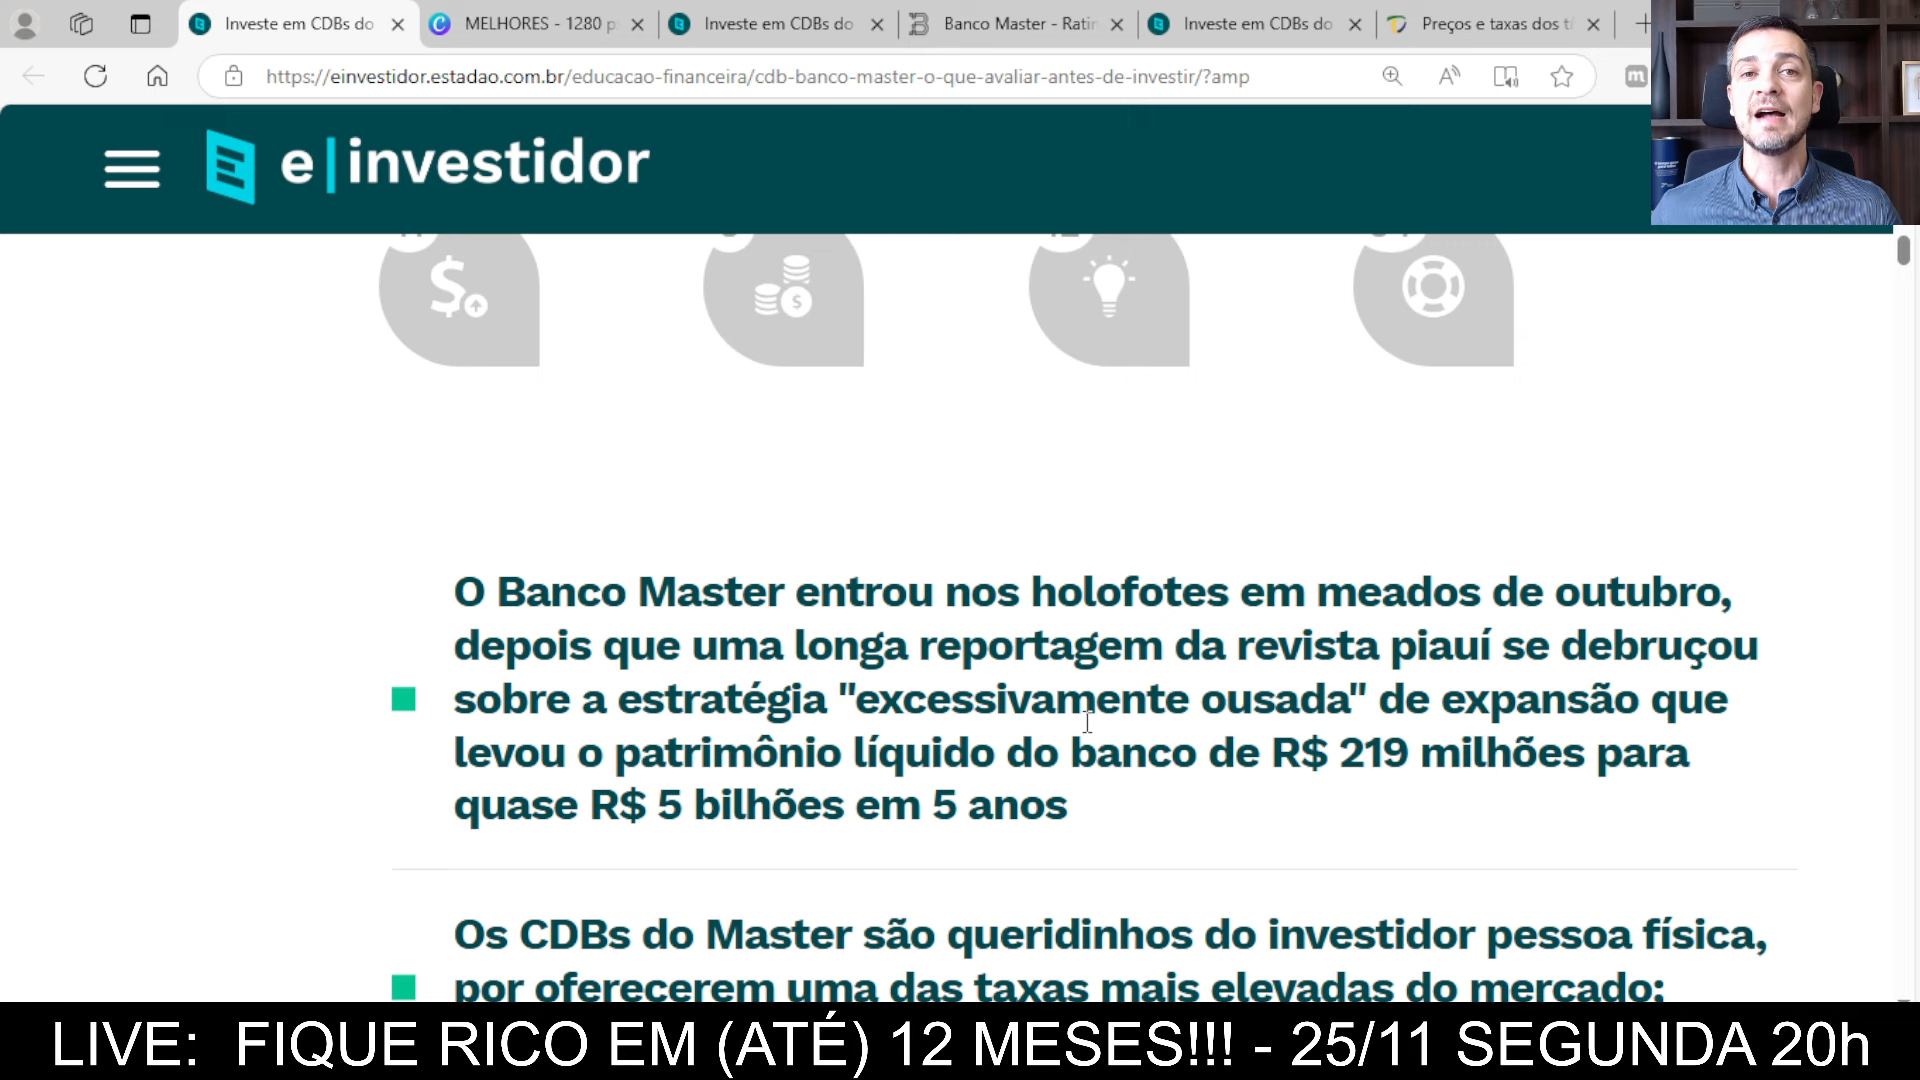 Investe em CDBs do
MELHORES - 1280 p
Investe em CDBs do
Banco Master - Ratin
Investe em CDBs do
Preços e taxas dos tí
https://einvestidor.estadao.com.br/educacao-financeira/cdb-banco-master-o-que-avaliar-antes-de-investir/?amp
e|investidor
O Banco Master entrou nos holofotes em meados de outubro,
depois que uma longa reportagem da revista piauí se debruçou
sobre a estratégia "excessivamente ousada" de expansão que
levou o patrimônio líquido do banco de R$ 219 milhões para
quase R$ 5 bilhões em 5 anos
Os CDBs do Master são queridinhos do investidor pessoa física,
por oferecerem uma das taxas mais elevadas do mercado;
LIVE: FIQUE RICO EM (ATÉ) 12 MESES!!! - 25/11 SEGUNDA 20h